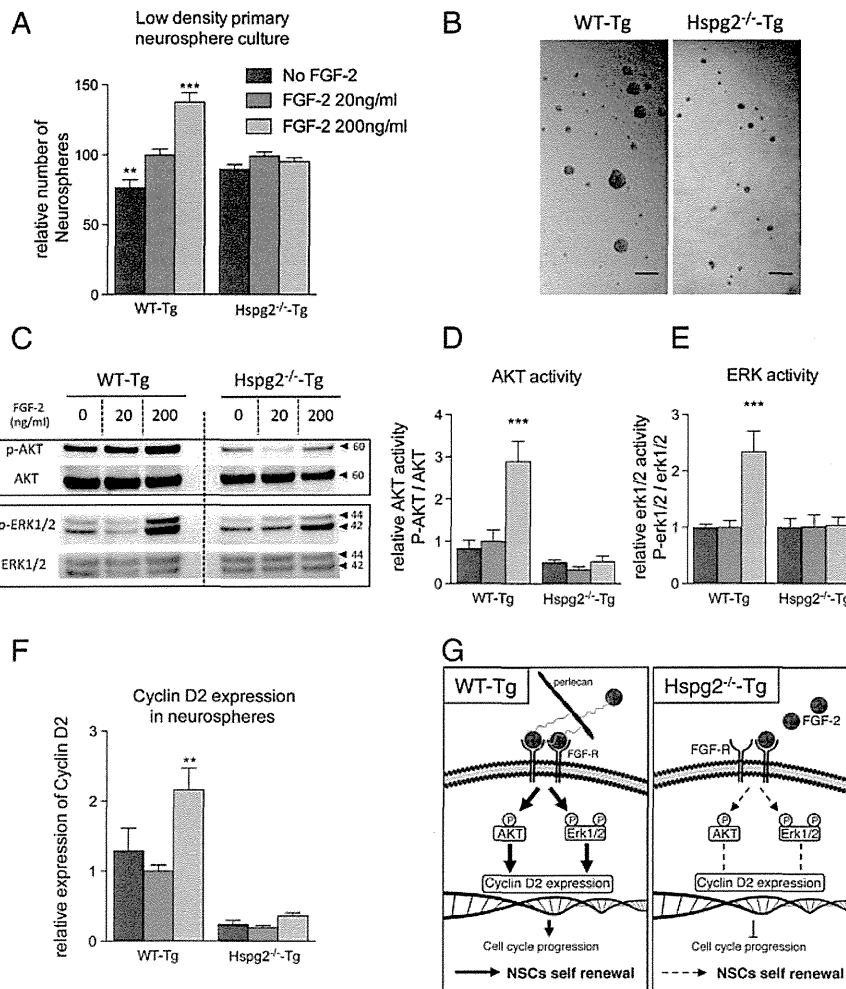 A
Low density primary
neurosphere culture
relative number of
Neurospheres
150
100
50
0
**
***
No FGF-2
FGF-2 20ng/ml
FGF-2 200ng/ml
WT-Tg
Hspg2-/--Tg
B
WT-Tg
Hspg2-/--Tg
C
WT-Tg
Hspg2-/--Tg
FGF-2
(ng/ml)
0
20
200
0
20
200
p-AKT
60
AKT
60
p-ERK1/2
44
42
ERK1/2
44
42
D
AKT activity
relative AKT activity
P-AKT / AKT
4
3
2
1
0
***
WT-Tg
Hspg2-/--Tg
E
ERK activity
relative erk1/2 activity
P-erk1/2 / erk1/2
3
2
1
0
***
WT-Tg
Hspg2-/--Tg
F
Cyclin D2 expression
in neurospheres
relative expression of Cyclin D2
3
2
1
0
**
WT-Tg
Hspg2-/--Tg
G
WT-Tg
perlecan
FGF-R
P
P
P
AKT
Erk1/2
Cyclin D2 expression
Cell cycle progression
NSCs self renewal
Hspg2-/--Tg
FGF-2
FGF-R
P
P
P
AKT
Erk1/2
Cyclin D2 expression
Cell cycle progression
NSCs self renewal